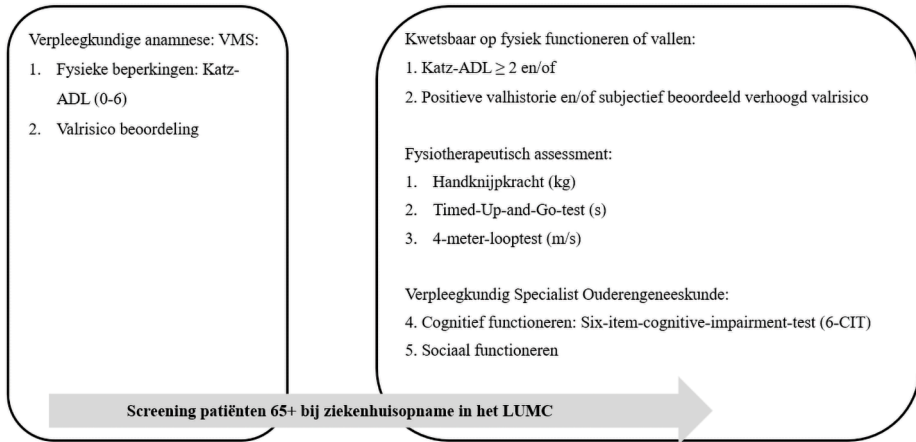 Verpleegkundige anamnese: VMS:
1. Fysieke beperkingen: Katz-
ADL (0-6)
2. Valrisico beoordeling
Kwetsbaar op fysiek functioneren of vallen:
1. Katz-ADL ≥ 2 en/of
2. Positieve valhistorie en/of subjectief beoordeeld verhoogd valrisico
Fysiotherapeutisch assessment:
1. Handknijpkracht (kg)
2. Timed-Up-and-Go-test (s)
3. 4-meter-looptest (m/s)
Verpleegkundig Specialist Ouderengeneeskunde:
4. Cognitief functioneren: Six-item-cognitive-impairment-test (6-CIT)
5. Sociaal functioneren
Screening patiënten 65+ bij ziekenhuisopname in het LUMC